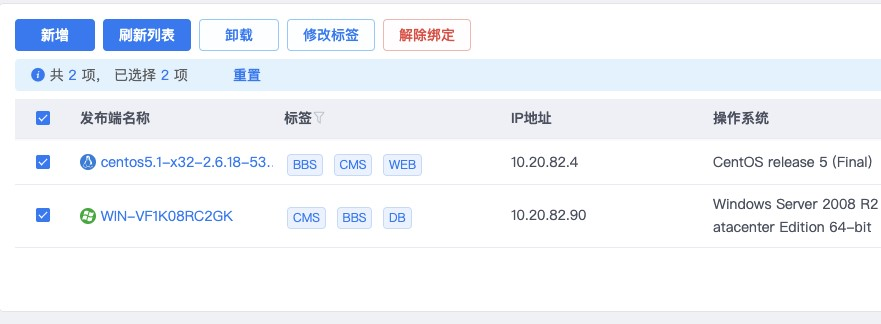 新增 刷新列表 卸载 修改标签 解除绑定
共 2 项， 已选择 2 项 重置
发布端名称 标签 IP地址 操作系统
centos5.1-x32-2.6.18-53.. BBS CMS WEB 10.20.82.4 CentOS release 5 (Final)
WIN-VF1K08RC2GK CMS BBS DB 10.20.82.90 Windows Server 2008 R2
atacenter Edition 64-bit